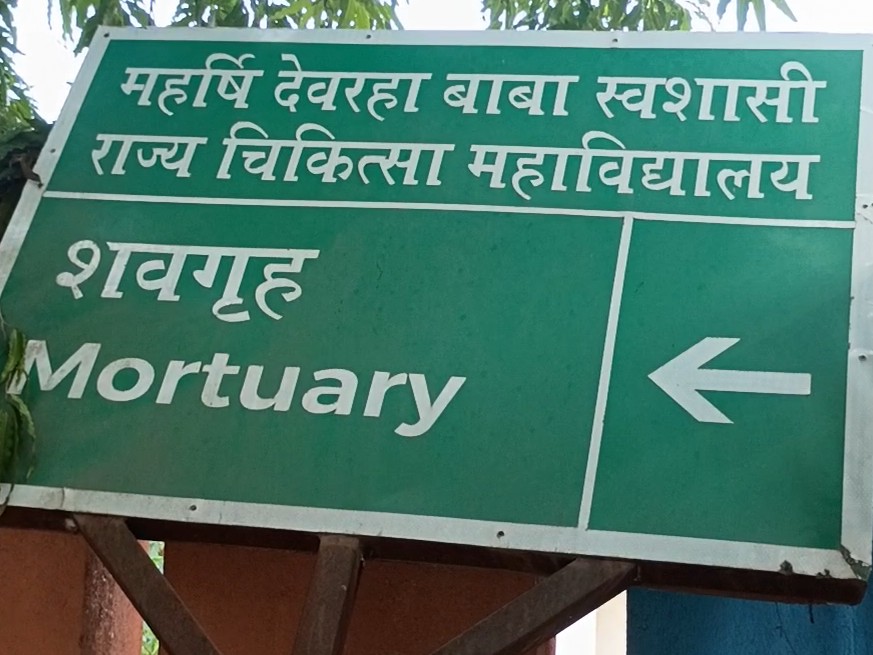 महर्षि देवरहा बाबा स्वशासी
राज्य चिकित्सा महाविद्यालय
शवगृह
Mortuary